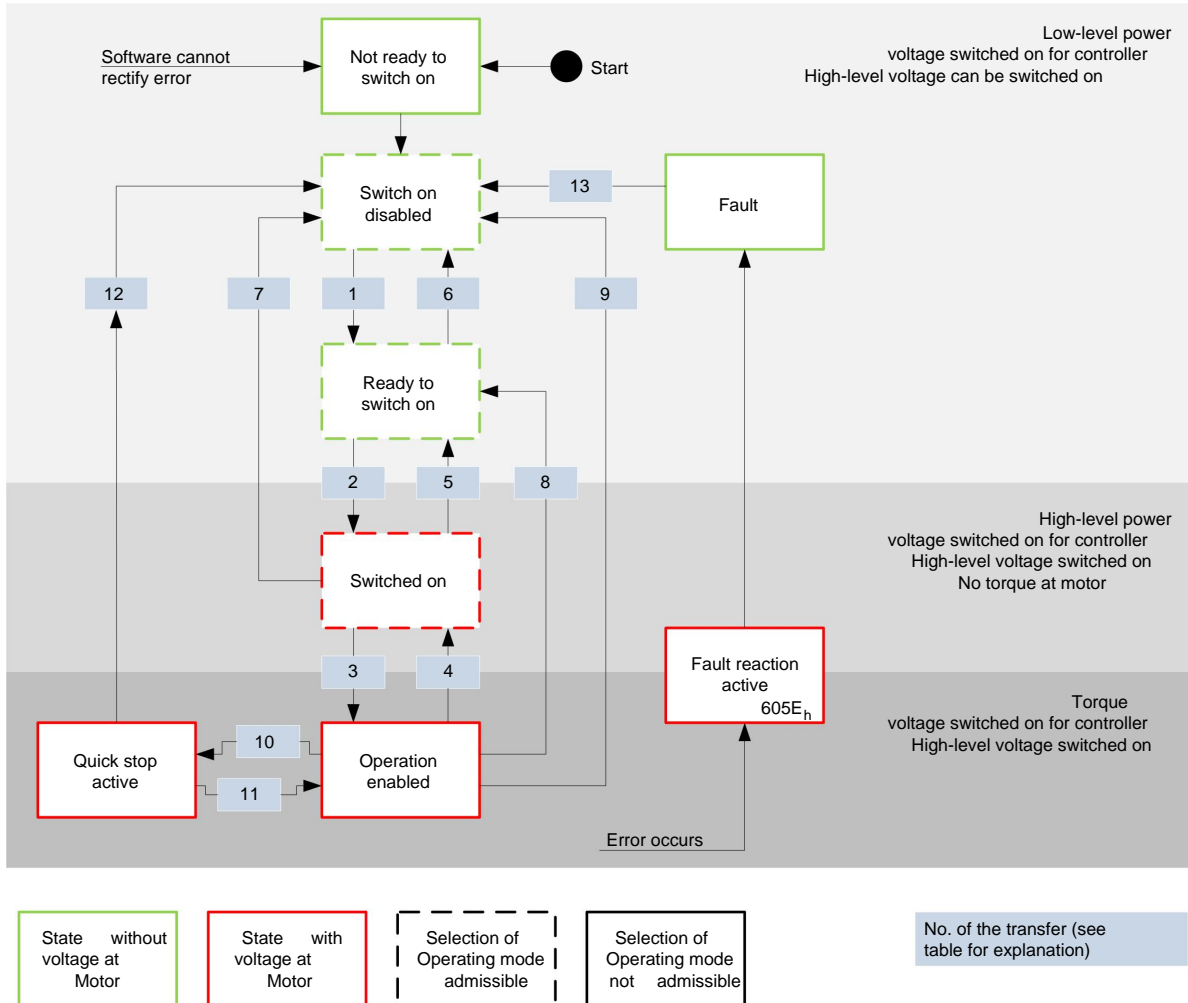 Low-level power
voltage switched on for controller
High-level voltage can be switched on
Software cannot
rectify error
Not ready to
switch on
Start
Switch on
disabled
13
Fault
12
7
1
6
9
Ready to
switch on
2
5
8
High-level power
voltage switched on for controller
High-level voltage switched on
No torque at motor
Switched on
3
4
Fault reaction
active
605Eh
Torque
voltage switched on for controller
High-level voltage switched on
Quick stop
active
10
11
Operation
enabled
Error occurs
State without
voltage at
Motor
State with
voltage at
Motor
Selection of
Operating mode
admissible
Selection of
Operating mode
not admissible
No. of the transfer (see
table for explanation)